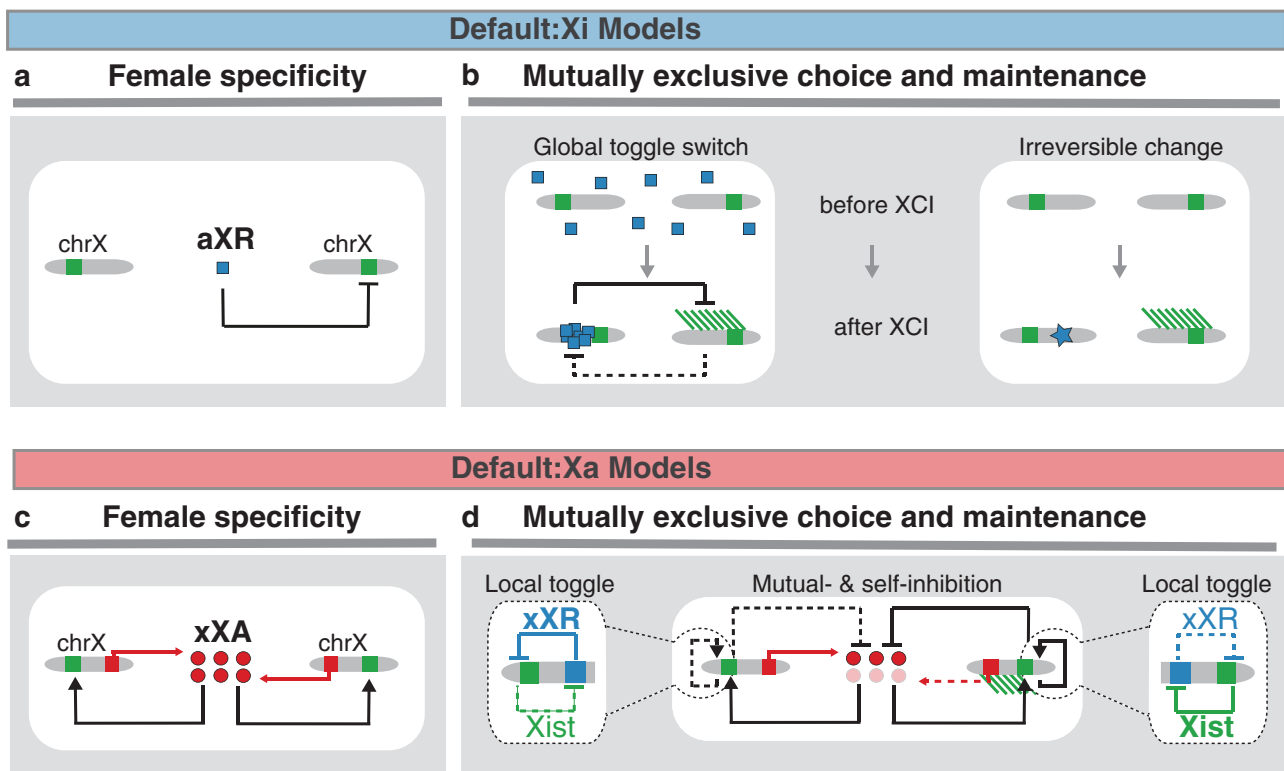 Default:Xi Models
a Female specificity
b Mutually exclusive choice and maintenance
chrX
aXR
chrX
Global toggle switch
before XCI
after XCI
Irreversible change
Default:Xa Models
c Female specificity
d Mutually exclusive choice and maintenance
chrX
xXA
chrX
Local toggle
xXR
Xist
Mutual- & self-inhibition
Local toggle
xXR
Xist